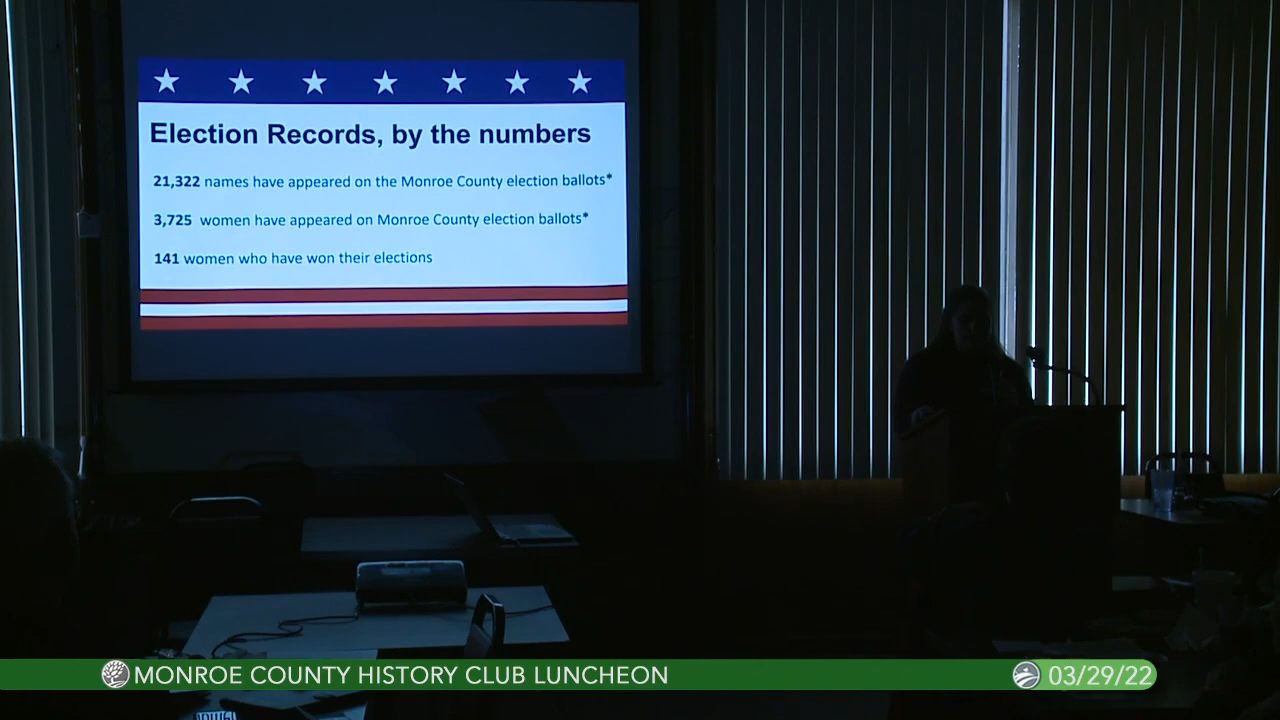 Election Records, by the numbers
21,322 names have appeared on the Monroe County election ballots*
3,725 women have appeared on Monroe County election ballots*
141 women who have won their elections
MONROE COUNTY HISTORY CLUB LUNCHEON
03/29/22